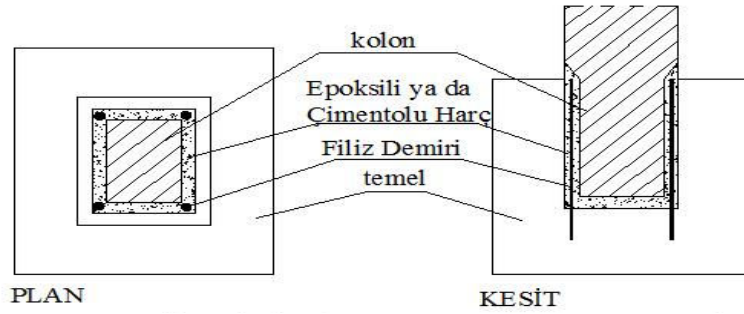 kolon
Epoksili ya da
Çimentolu Harç
Filiz Demiri
temel
PLAN
KESİT